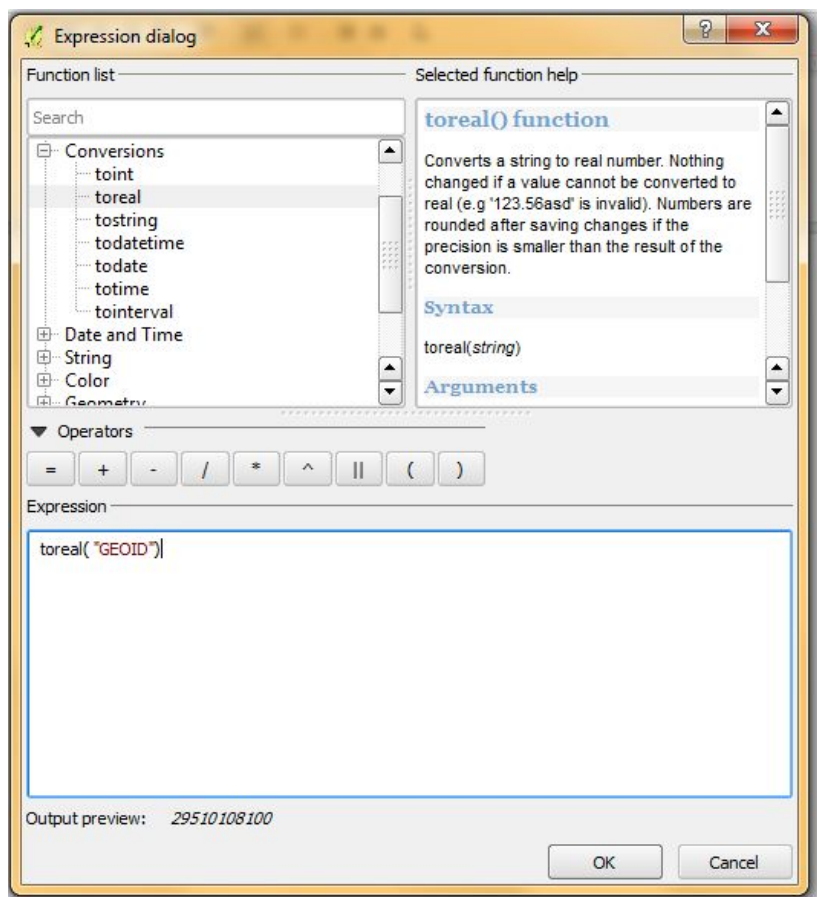 Expression dialog
?
X
Function list
Selected function help
Search
Conversions
toint
toreal
tostring
todatetime
todate
totime
tointerval
Date and Time
String
Color
Geometry
toreal() function
Converts a string to real number. Nothing
changed if a value cannot be converted to
real (e.g '123.56asd' is invalid). Numbers are
rounded after saving changes if the
precision is smaller than the result of the
conversion.
Syntax
toreal(string)
Arguments
Operators
= + - / * ^ || ( )
Expression
toreal( "GEOID")
Output preview: 29510108100
OK Cancel